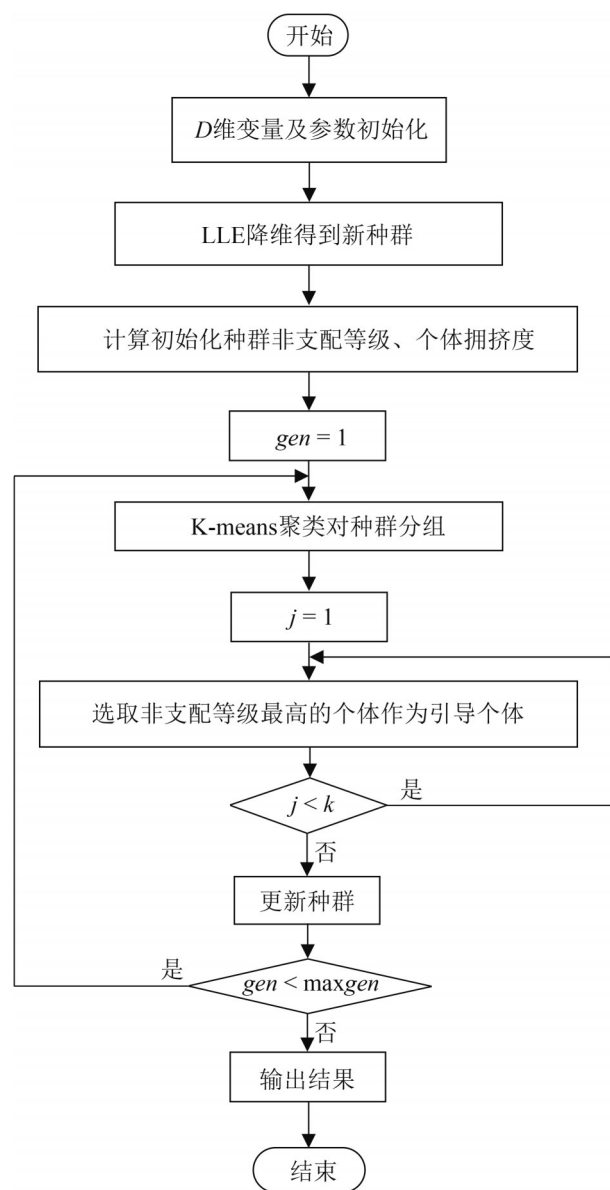 开始
D维变量及参数初始化
LLE降维得到新种群
计算初始化种群非支配等级、个体拥挤度
gen = 1
K-means聚类对种群分组
j = 1
选取非支配等级最高的个体作为引导个体
j < k
是
否
更新种群
是
gen < maxgen
否
输出结果
结束